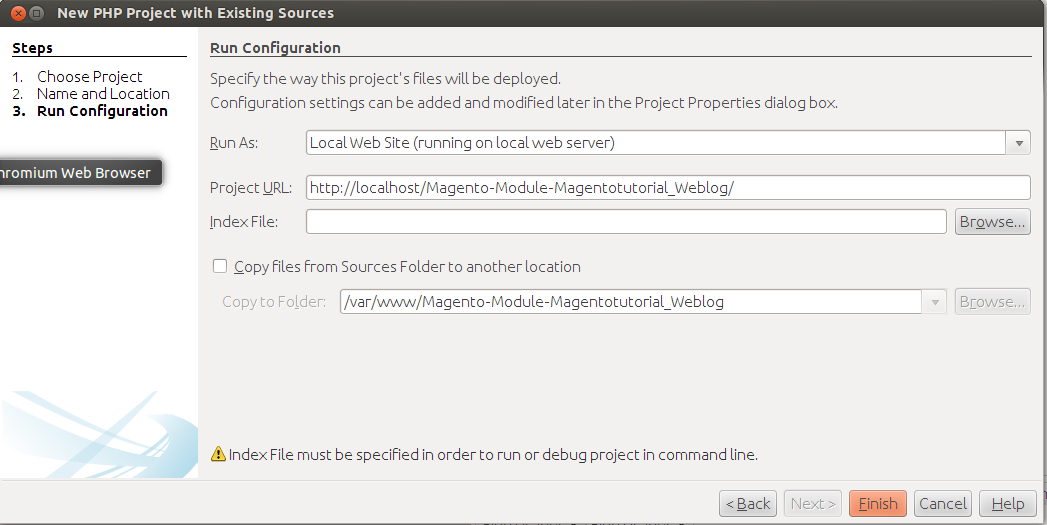 New PHP Project with Existing Sources
Steps
1. Choose Project
2. Name and Location
3. Run Configuration
hromium Web Browser
Run Configuration
Specify the way this project's files will be deployed.
Configuration settings can be added and modified later in the Project Properties dialog box.
Run As: Local Web Site (running on local web server)
Project URL: http://localhost/Magento-Module-Magentotutorial_Weblog/
Index File: Browse...
Copy files from Sources Folder to another location
Copy to Folder: /var/www/Magento-Module-Magentotutorial_Weblog Browse...
Index File must be specified in order to run or debug project in command line.
< Back Next > Finish Cancel Help